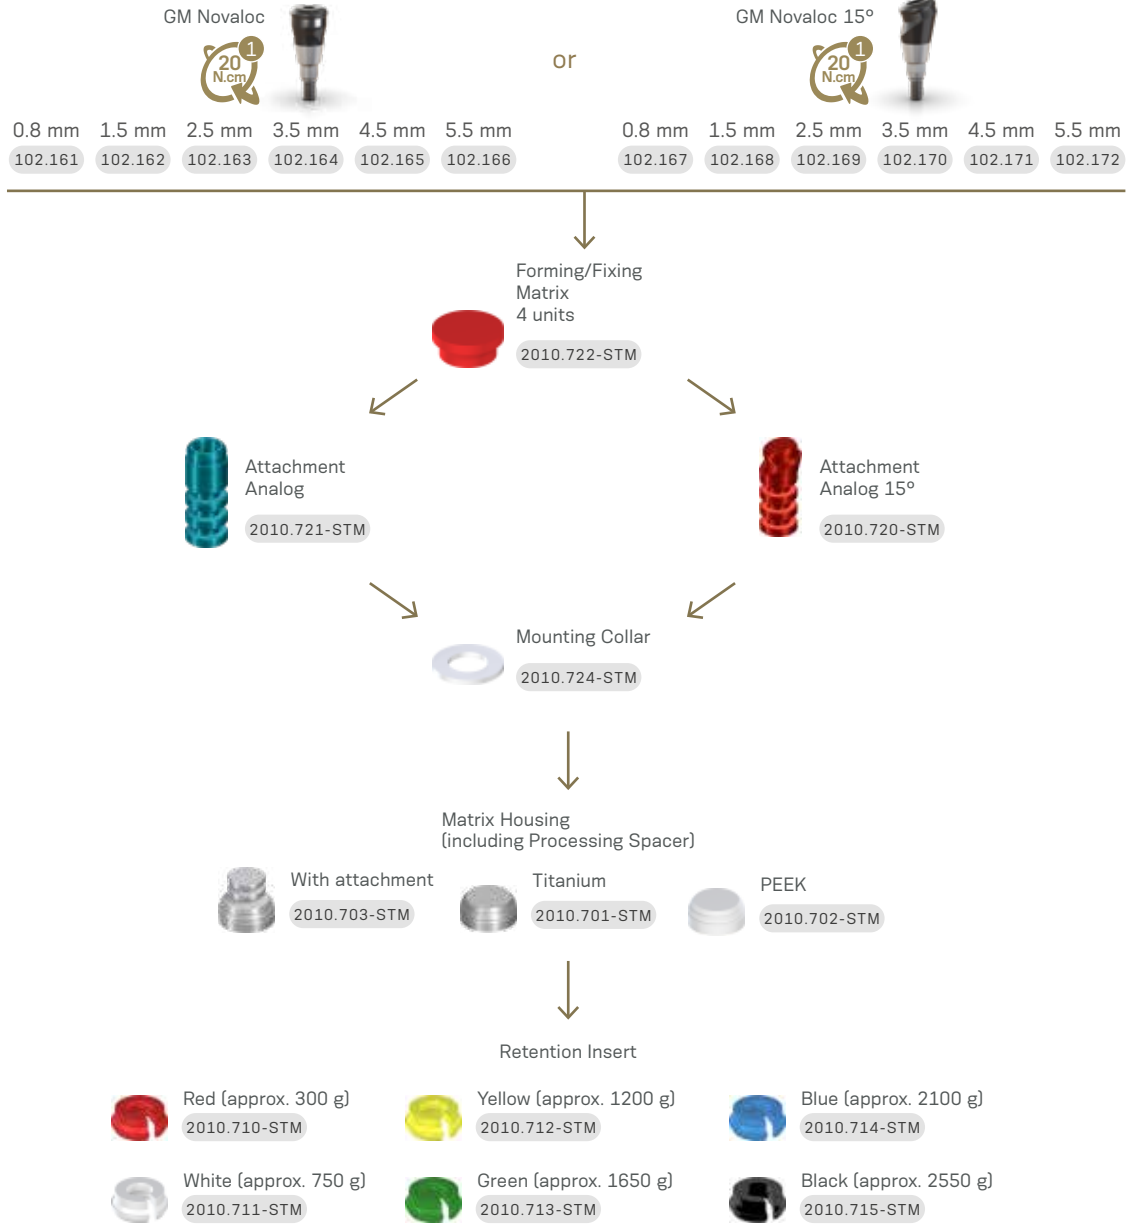 GM Novaloc
1
20
N.cm
or
GM Novaloc 15°
1
20
N.cm
0.8 mm 1.5 mm 2.5 mm 3.5 mm 4.5 mm 5.5 mm
102.161 102.162 102.163 102.164 102.165 102.166
0.8 mm 1.5 mm 2.5 mm 3.5 mm 4.5 mm 5.5 mm
102.167 102.168 102.169 102.170 102.171 102.172
Forming/Fixing
Matrix
4 units
2010.722-STM
Attachment
Analog
2010.721-STM
Attachment
Analog 15°
2010.720-STM
Mounting Collar
2010.724-STM
Matrix Housing
(including Processing Spacer)
With attachment
2010.703-STM
Titanium
2010.701-STM
PEEK
2010.702-STM
Retention Insert
Red (approx. 300 g)
2010.710-STM
Yellow (approx. 1200 g)
2010.712-STM
Blue (approx. 2100 g)
2010.714-STM
White (approx. 750 g)
2010.711-STM
Green (approx. 1650 g)
2010.713-STM
Black (approx. 2550 g)
2010.715-STM